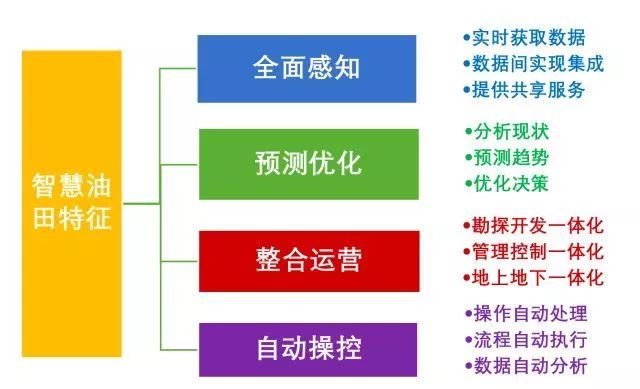 智慧油
田特征
全面感知
•实时获取数据
•数据间实现集成
•提供共享服务
预测优化
•分析现状
•预测趋势
•优化决策
整合运营
•勘探开发一体化
•管理控制一体化
•地上地下一体化
自动操控
•操作自动处理
•流程自动执行
•数据自动分析